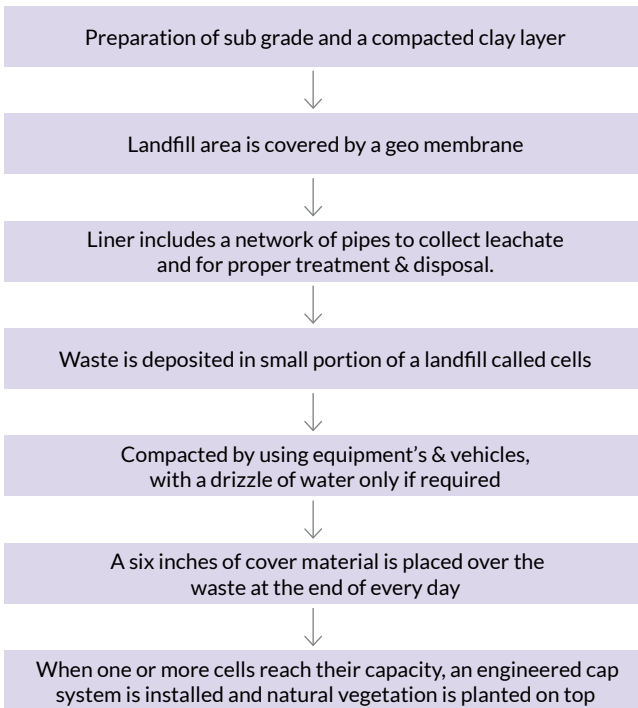 Preparation of sub grade and a compacted clay layer
Landfill area is covered by a geo membrane
Liner includes a network of pipes to collect leachate
and for proper treatment & disposal.
Waste is deposited in small portion of a landfill called cells
Compacted by using equipment's & vehicles,
with a drizzle of water only if required
A six inches of cover material is placed over the
waste at the end of every day
When one or more cells reach their capacity, an engineered cap
system is installed and natural vegetation is planted on top